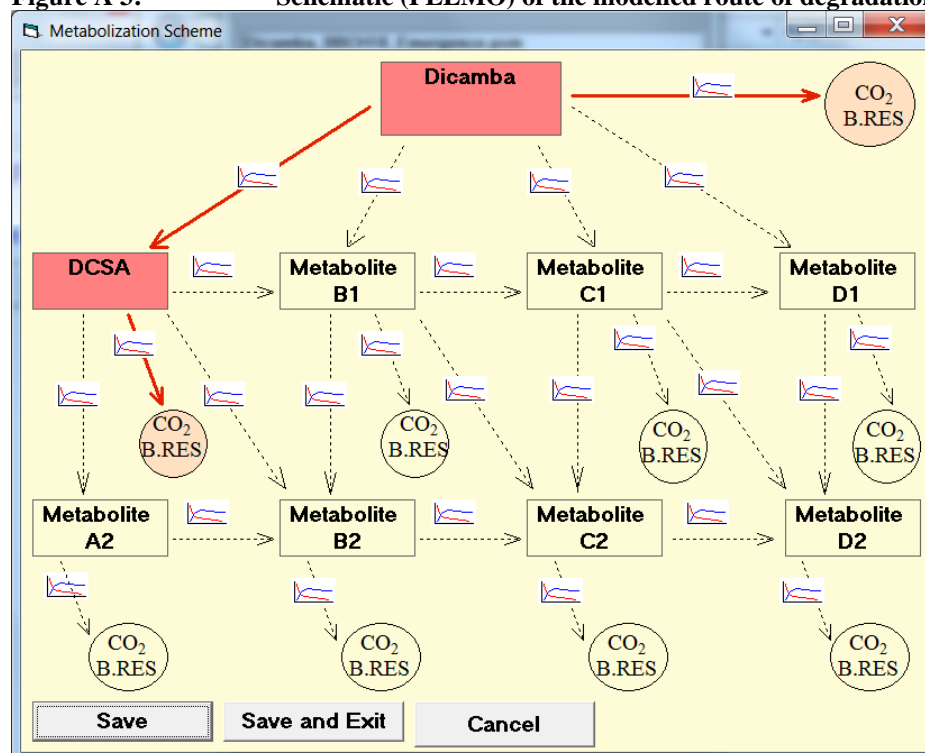 Figure A 3: Schematic (PELMO) of the modelled route of degradation
Metabolization Scheme
Dicamba
CO2
B.RES
DCSA
Metabolite
B1
Metabolite
C1
Metabolite
D1
CO2
B.RES
CO2
B.RES
CO2
B.RES
CO2
B.RES
Metabolite
A2
Metabolite
B2
Metabolite
C2
Metabolite
D2
CO2
B.RES
CO2
B.RES
CO2
B.RES
CO2
B.RES
Save
Save and Exit
Cancel